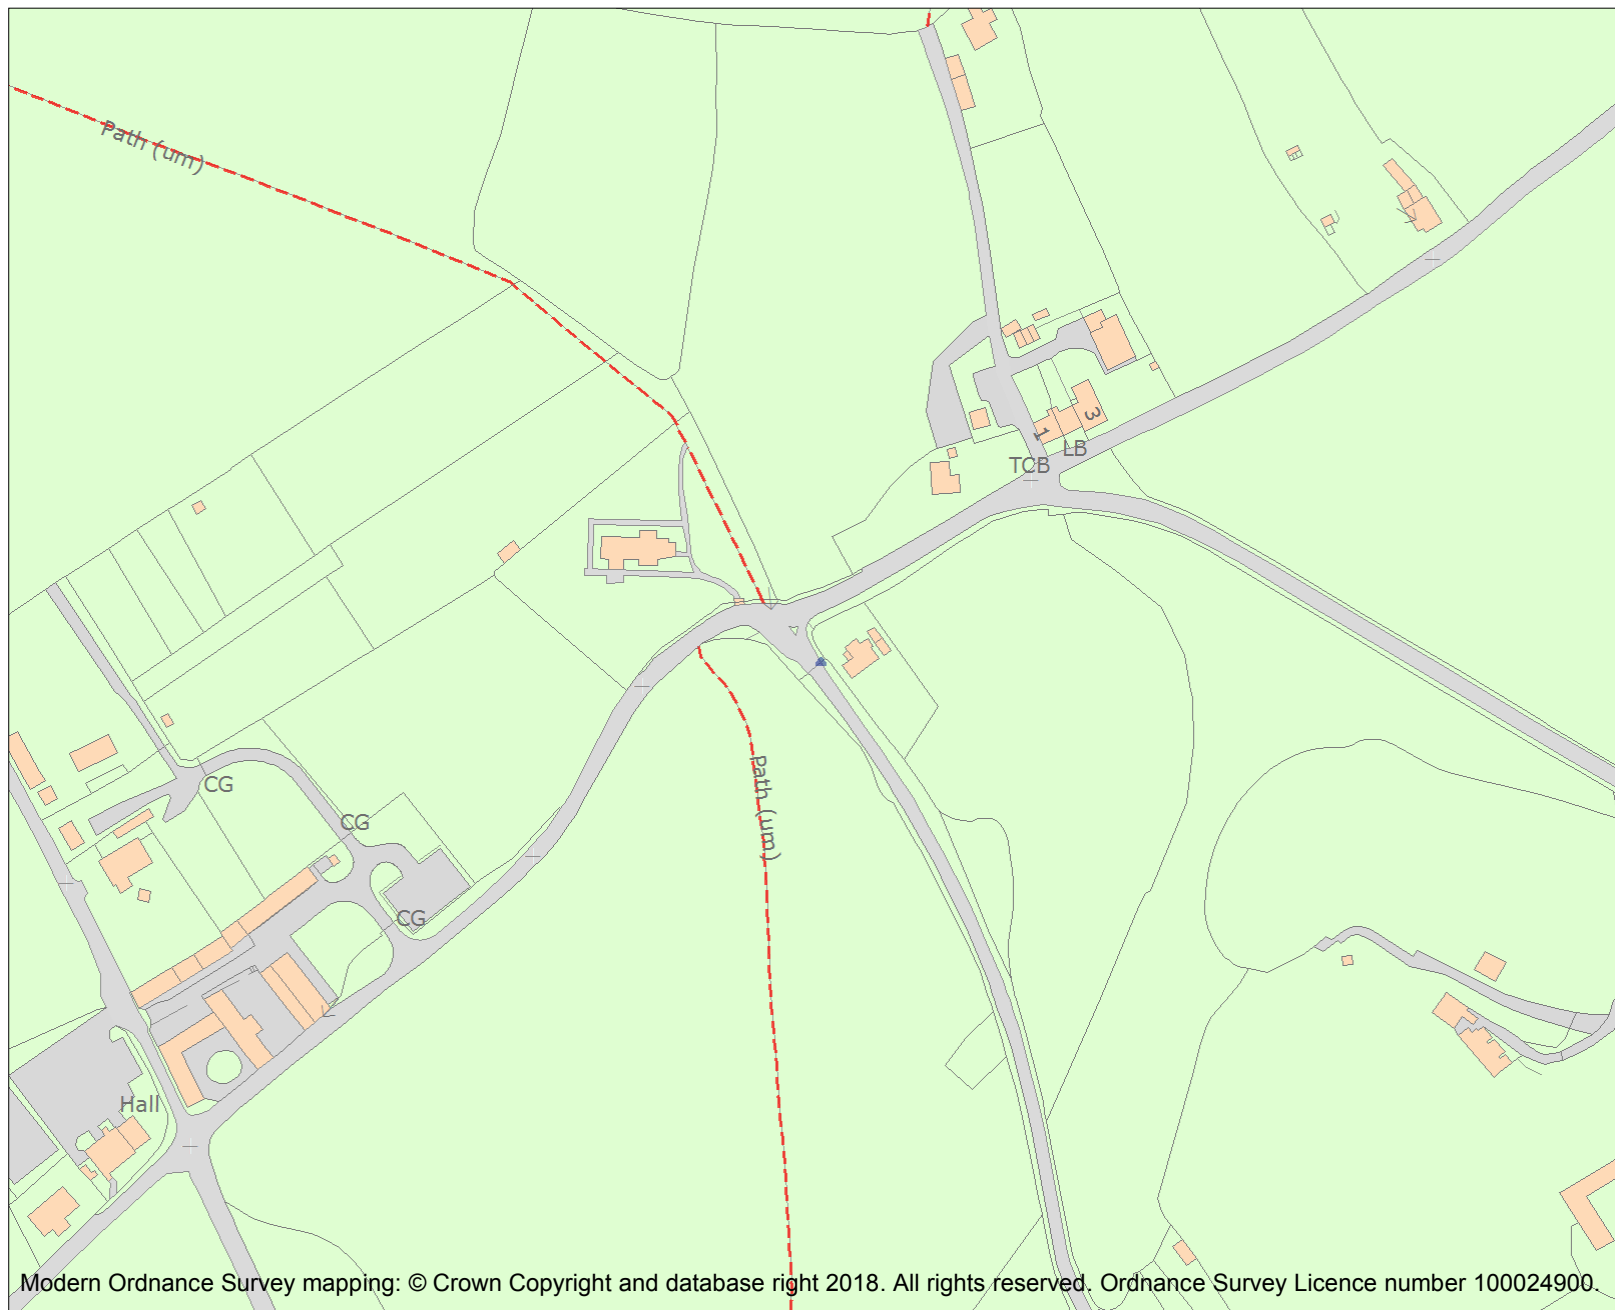 Path (um)
3
1
LB
TCB
Path (um)
CG
CG
CG
Hall
Modern Ordnance Survey mapping: © Crown Copyright and database right 2018. All rights reserved. Ordnance Survey Licence number 100024900.